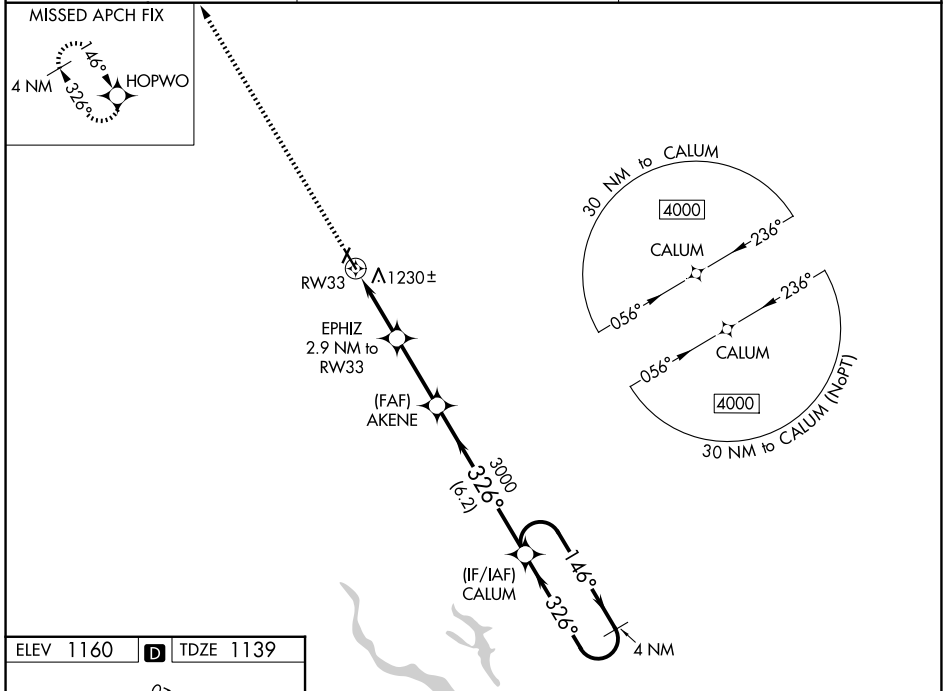 MISSED APCH FIX
146°
4 NM
HOPWO
326°
30 NM to CALUM
4000
CALUM
236°
056°
RW33
1230±
EPHIZ
2.9 NM to
RW33
236°
056°
CALUM
4000
30 NM to CALUM (NoPT)
(FAF)
AKENE
3000
326°
(6.2)
(IF/IAF)
CALUM
146°
326°
4 NM
ELEV 1160
D
TDZE 1139